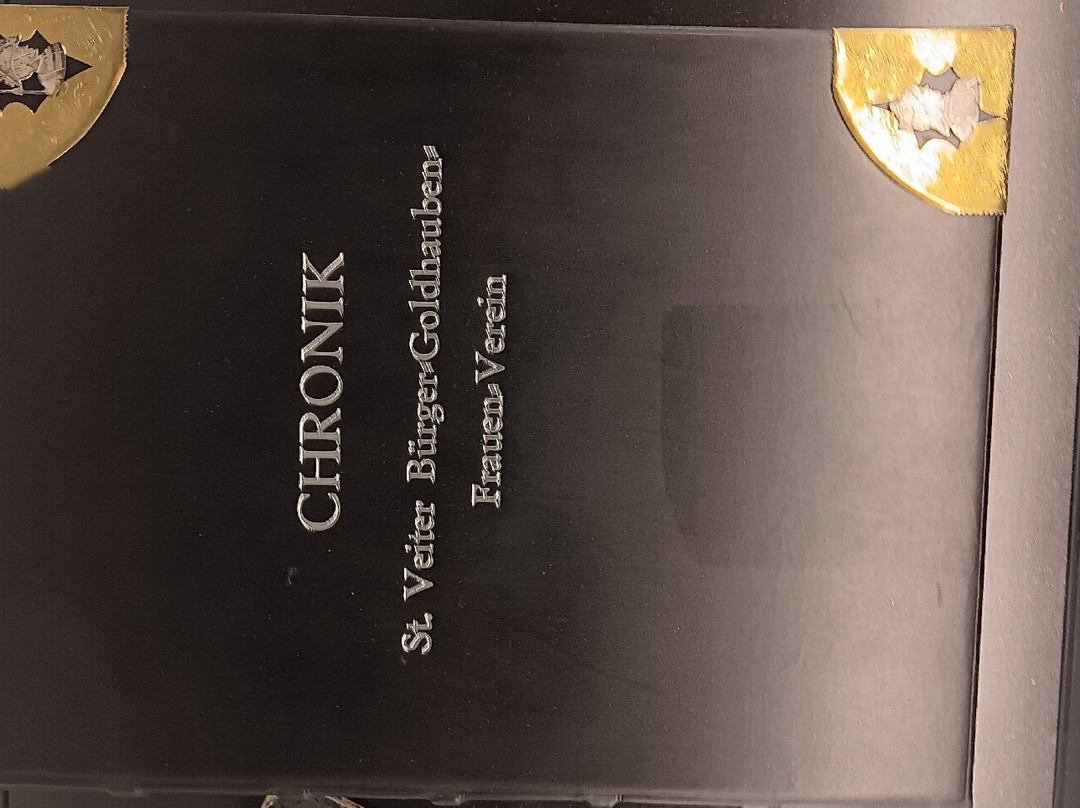 CHRONIK
St. Veiter Bürger-Goldhauben-
Frauen-Verein